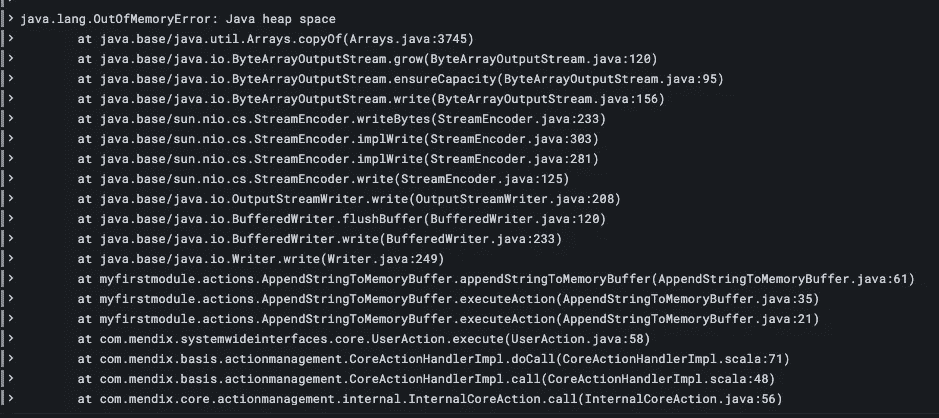 java.lang.OutOfMemoryError: Java heap space
at java.base/java.util.Arrays.copyOf(Arrays.java:3745)
at java.base/java.io.ByteArrayOutputStream.grow(ByteArrayOutputStream.java:120)
at java.base/java.io.ByteArrayOutputStream.ensureCapacity(ByteArrayOutputStream.java:95)
at java.base/java.io.ByteArrayOutputStream.write(ByteArrayOutputStream.java:156)
at java.base/sun.nio.cs.StreamEncoder.writeBytes(StreamEncoder.java:233)
at java.base/sun.nio.cs.StreamEncoder.implWrite(StreamEncoder.java:303)
at java.base/sun.nio.cs.StreamEncoder.implWrite(StreamEncoder.java:281)
at java.base/sun.nio.cs.StreamEncoder.write(StreamEncoder.java:125)
at java.base/java.io.OutputStreamWriter.write(OutputStreamWriter.java:208)
at java.base/java.io.BufferedWriter.flushBuffer(BufferedWriter.java:120)
at java.base/java.io.BufferedWriter.write(BufferedWriter.java:233)
at java.base/java.io.Writer.write(Writer.java:249)
at myfirstmodule.actions.AppendStringToMemoryBuffer.appendStringToMemoryBuffer(AppendStringToMemoryBuffer.java:61)
at myfirstmodule.actions.AppendStringToMemoryBuffer.executeAction(AppendStringToMemoryBuffer.java:35)
at myfirstmodule.actions.AppendStringToMemoryBuffer.executeAction(AppendStringToMemoryBuffer.java:21)
at com.mendix.systemwideinterfaces.core.UserAction.execute(UserAction.java:58)
at com.mendix.basis.actionmanagement.CoreActionHandlerImpl.doCall(CoreActionHandlerImpl.scala:71)
at com.mendix.basis.actionmanagement.CoreActionHandlerImpl.call(CoreActionHandlerImpl.scala:48)
at com.mendix.core.actionmanagement.internal.InternalCoreAction.call(InternalCoreAction.java:56)